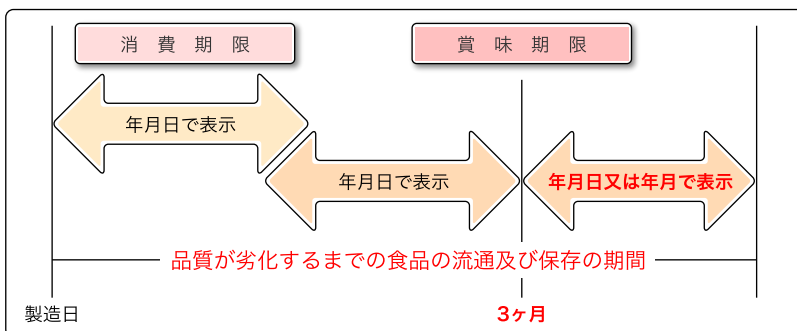 消費期限
賞味期限
年月日で表示
年月日で表示
年月日又は年月で表示
品質が劣化するまでの食品の流通及び保存の期間
製造日
3ヶ月